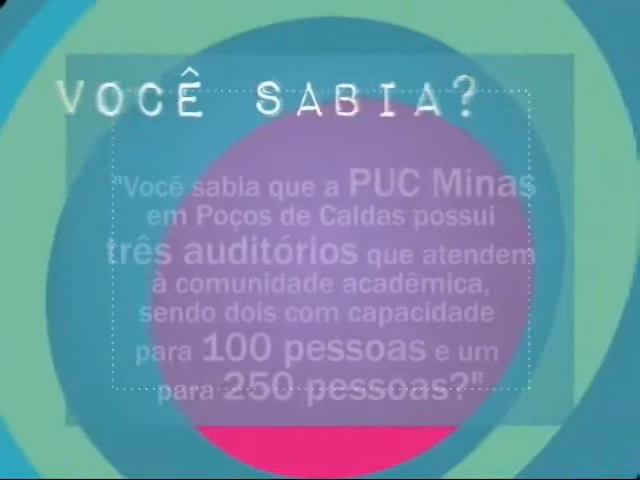 VOCÊ SABIA?
"Você sabia que a PUC Minas
em Poços de Caldas possui
três auditórios que atendem
à comunidade acadêmica,
sendo dois com capacidade
para 100 pessoas e um
para 250 pessoas?"